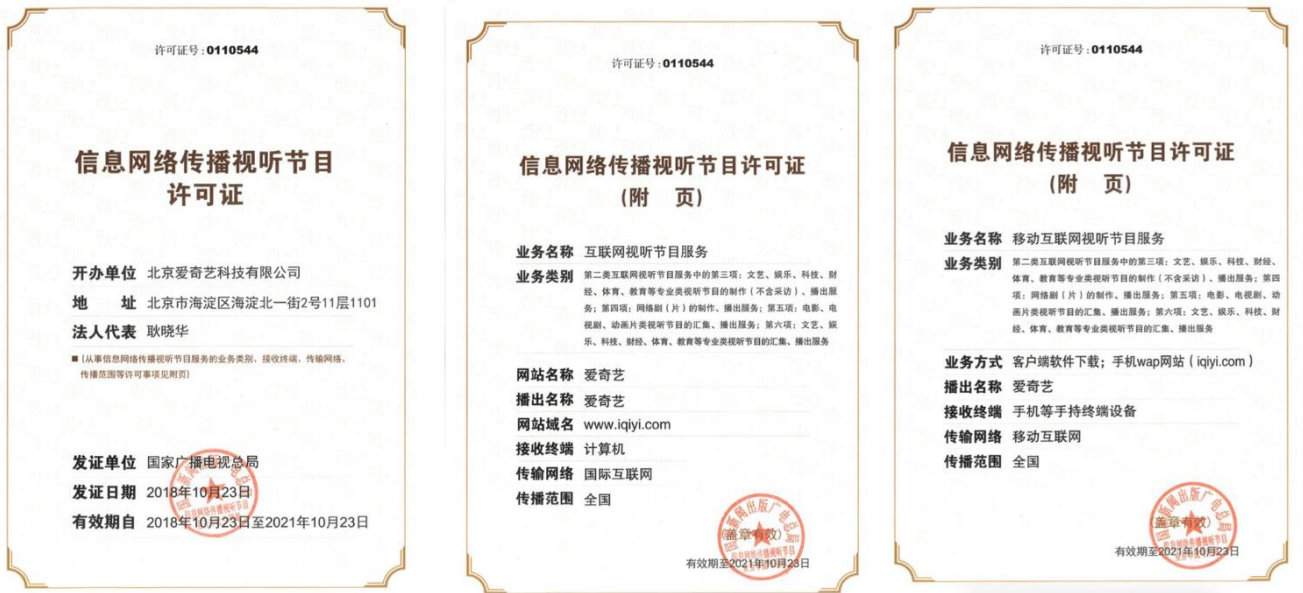 许可证号:0110544
信息网络传播视听节目
许可证
开办单位 北京爱奇艺科技有限公司
地 址 北京市海淀区海淀北一街2号11层1101
法人代表 耿晓华
■ (从事信息网络传播视听节目服务的业务类别、接收终端、传输网络、
传播范围等许可事项见附页)
发证单位 国家广播电视总局
发证日期 2018年10月23日
有效期自 2018年10月23日至2021年10月23日
许可证号:0110544
信息网络传播视听节目许可证
(附 页)
业务名称 互联网视听节目服务
业务类别 第二类互联网视听节目服务中的第三项:文艺、娱乐、科技、财
经、体育、教育等专业类视听节目的制作(不含采访)、播出服
务;第四项:网络剧(片)的制作、播出服务;第五项:电影、电
视剧、动画片类视听节目的汇集、播出服务;第六项:文艺、娱
乐、科技、财经、体育、教育等专业类视听节目的汇集、播出服务
网站名称 爱奇艺
播出名称 爱奇艺
网站域名 www.iqiyi.com
接收终端 计算机
传输网络 国际互联网
传播范围 全国
(盖章有效)
有效期至2021年10月23日
许可证号:0110544
信息网络传播视听节目许可证
(附 页)
业务名称 移动互联网视听节目服务
业务类别 第二类互联网视听节目服务中的第三项:文艺、娱乐、科技、财经、
体育、教育等专业类视听节目的制作(不含采访)、播出服务;第四
项:网络剧(片)的制作、播出服务;第五项:电影、电视剧、动
画片类视听节目的汇集、播出服务;第六项:文艺、娱乐、科技、财
经、体育、教育等专业类视听节目的汇集、播出服务
业务方式 客户端软件下载;手机wap网站(iqiyi.com)
播出名称 爱奇艺
接收终端 手机等手持终端设备
传输网络 移动互联网
传播范围 全国
(盖章有效)
有效期至2021年10月23日